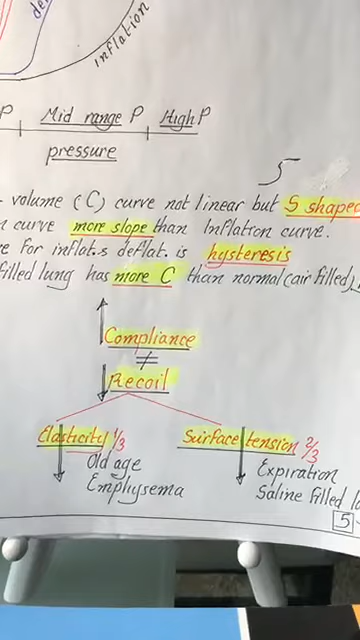 inflation
P Mid range P High P
pressure
volume (C) curve not linear but S shaped
curve more slope than Inflation curve.
for inflat.s deflat. is hysteresis
filled lung has more C than normal (air filled)
Compliance
≠
Recoil
Elasticity 1/3 Surface tension 2/3
Old age Expiration
Emphysema Saline filled
5